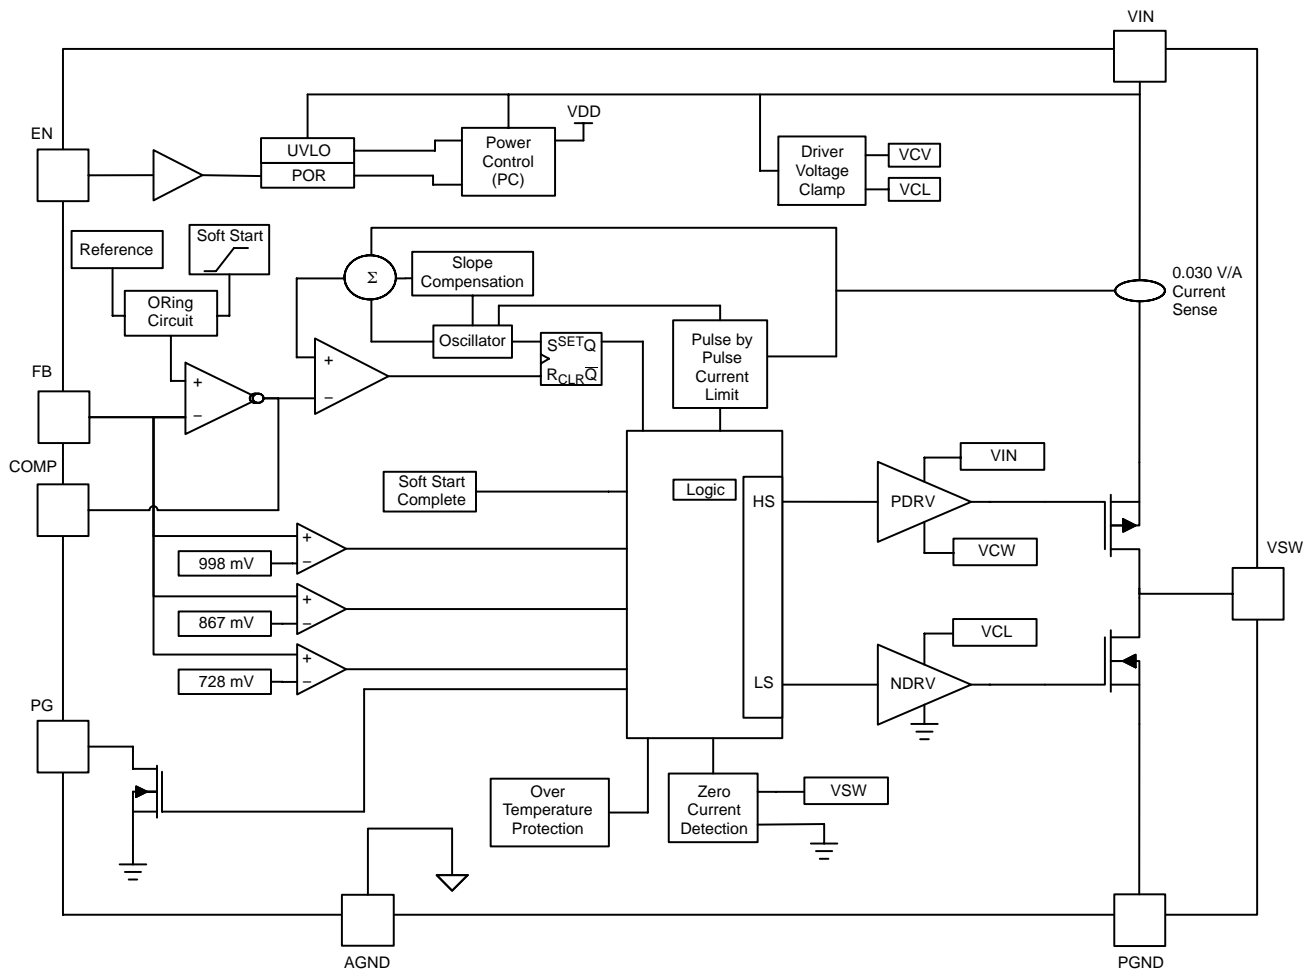 VIN
EN
UVLO
POR
Power
Control
(PC)
VDD
Driver
Voltage
Clamp
VCV
VCL
Reference
Soft Start
ORing
Circuit
Σ
Slope
Compensation
Oscillator
S SET Q
R CLR Q̅
Pulse by
Pulse
Current
Limit
0.030 V/A
Current
Sense
FB
+
−
+
−
COMP
Soft Start
Complete
Logic
HS
LS
PDRV
VIN
VCW
VSW
998 mV
+
−
867 mV
+
−
728 mV
+
−
NDRV
VCL
PG
Over
Temperature
Protection
Zero
Current
Detection
VSW
AGND
PGND